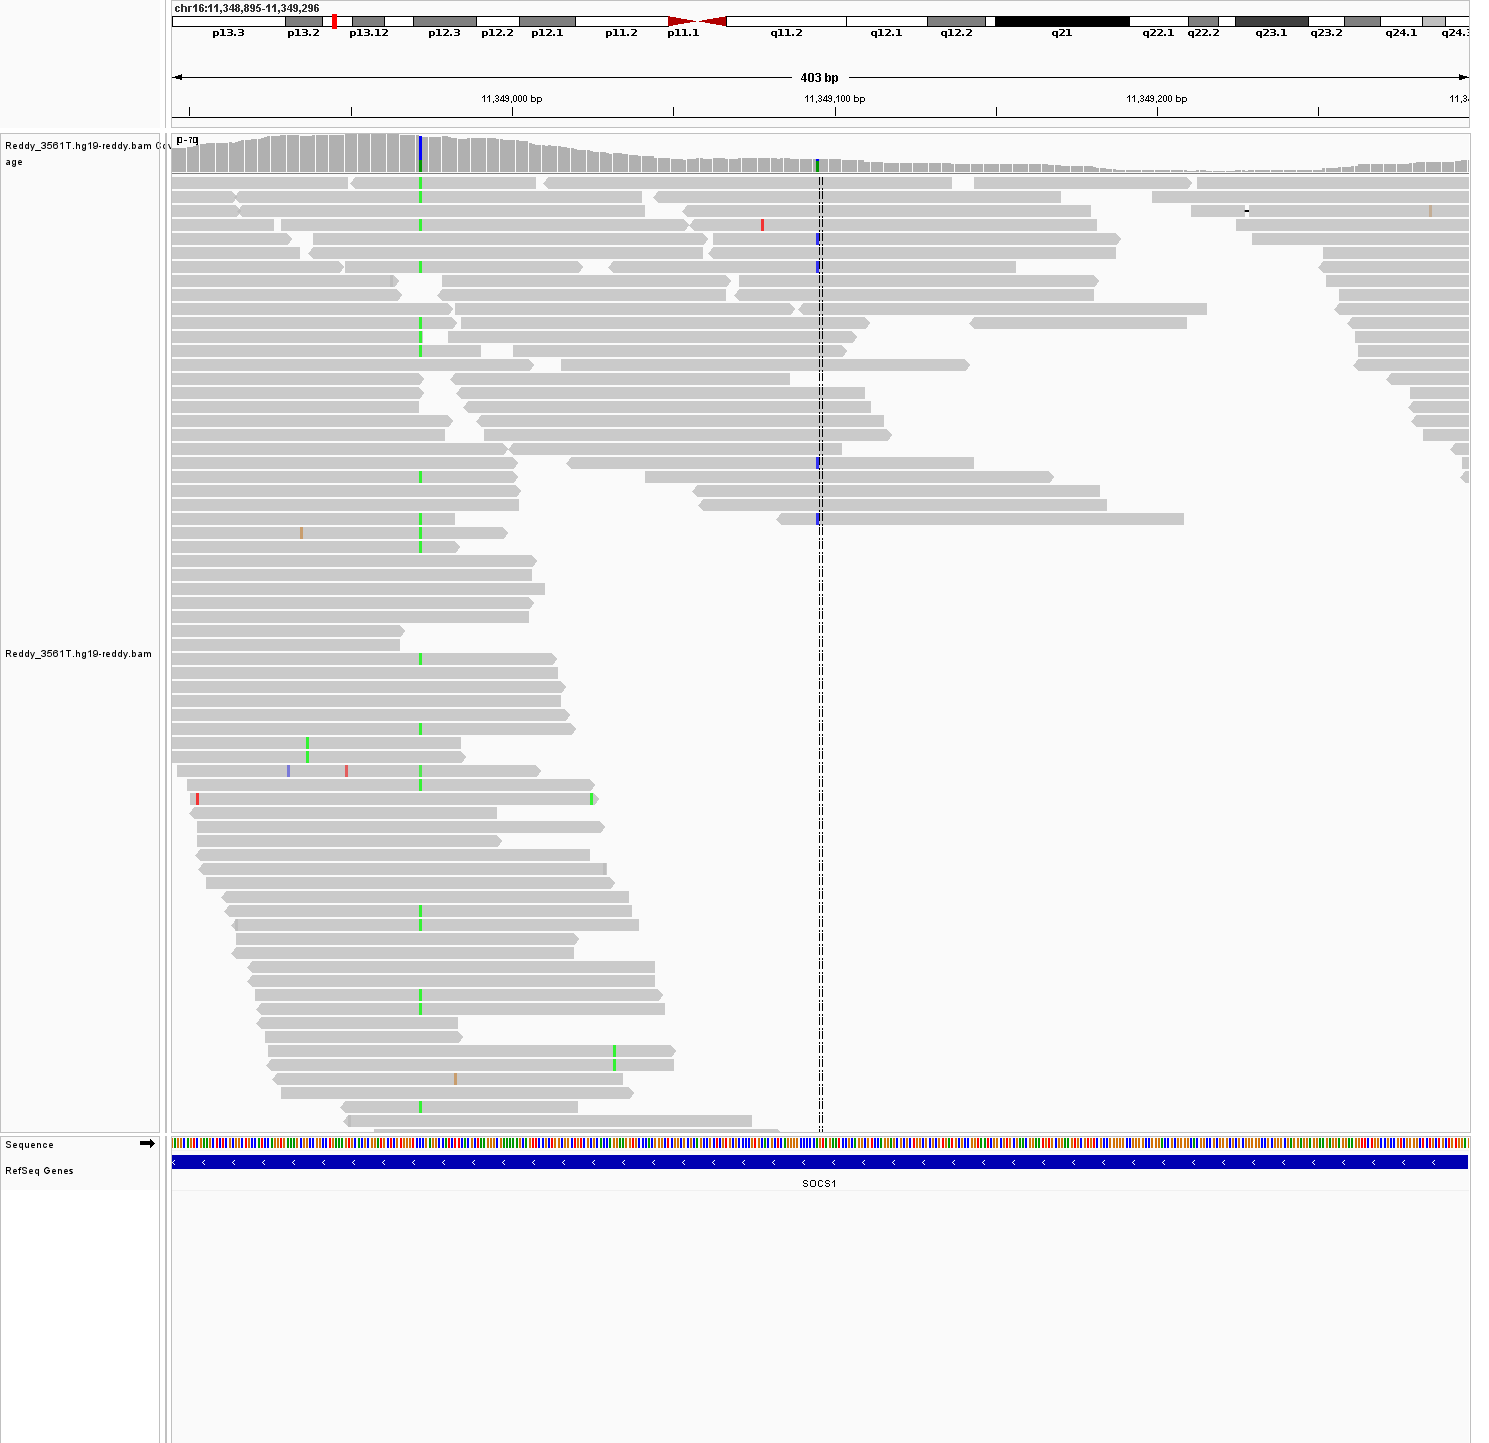 chr16:11,348,895-11,349,296
p13.3 p13.2 p13.12 p12.3 p12.2 p12.1 p11.2 p11.1 q11.2 q12.1 q12.2 q21 q22.1 q22.2 q23.1 q23.2 q24.1 q24.3
403 bp
11,349,000 bp 11,349,100 bp 11,349,200 bp 11,3
Reddy_3561T.hg19-reddy.bam Cov
age
[0-70]
Reddy_3561T.hg19-reddy.bam
Sequence
RefSeq Genes
SOCS1